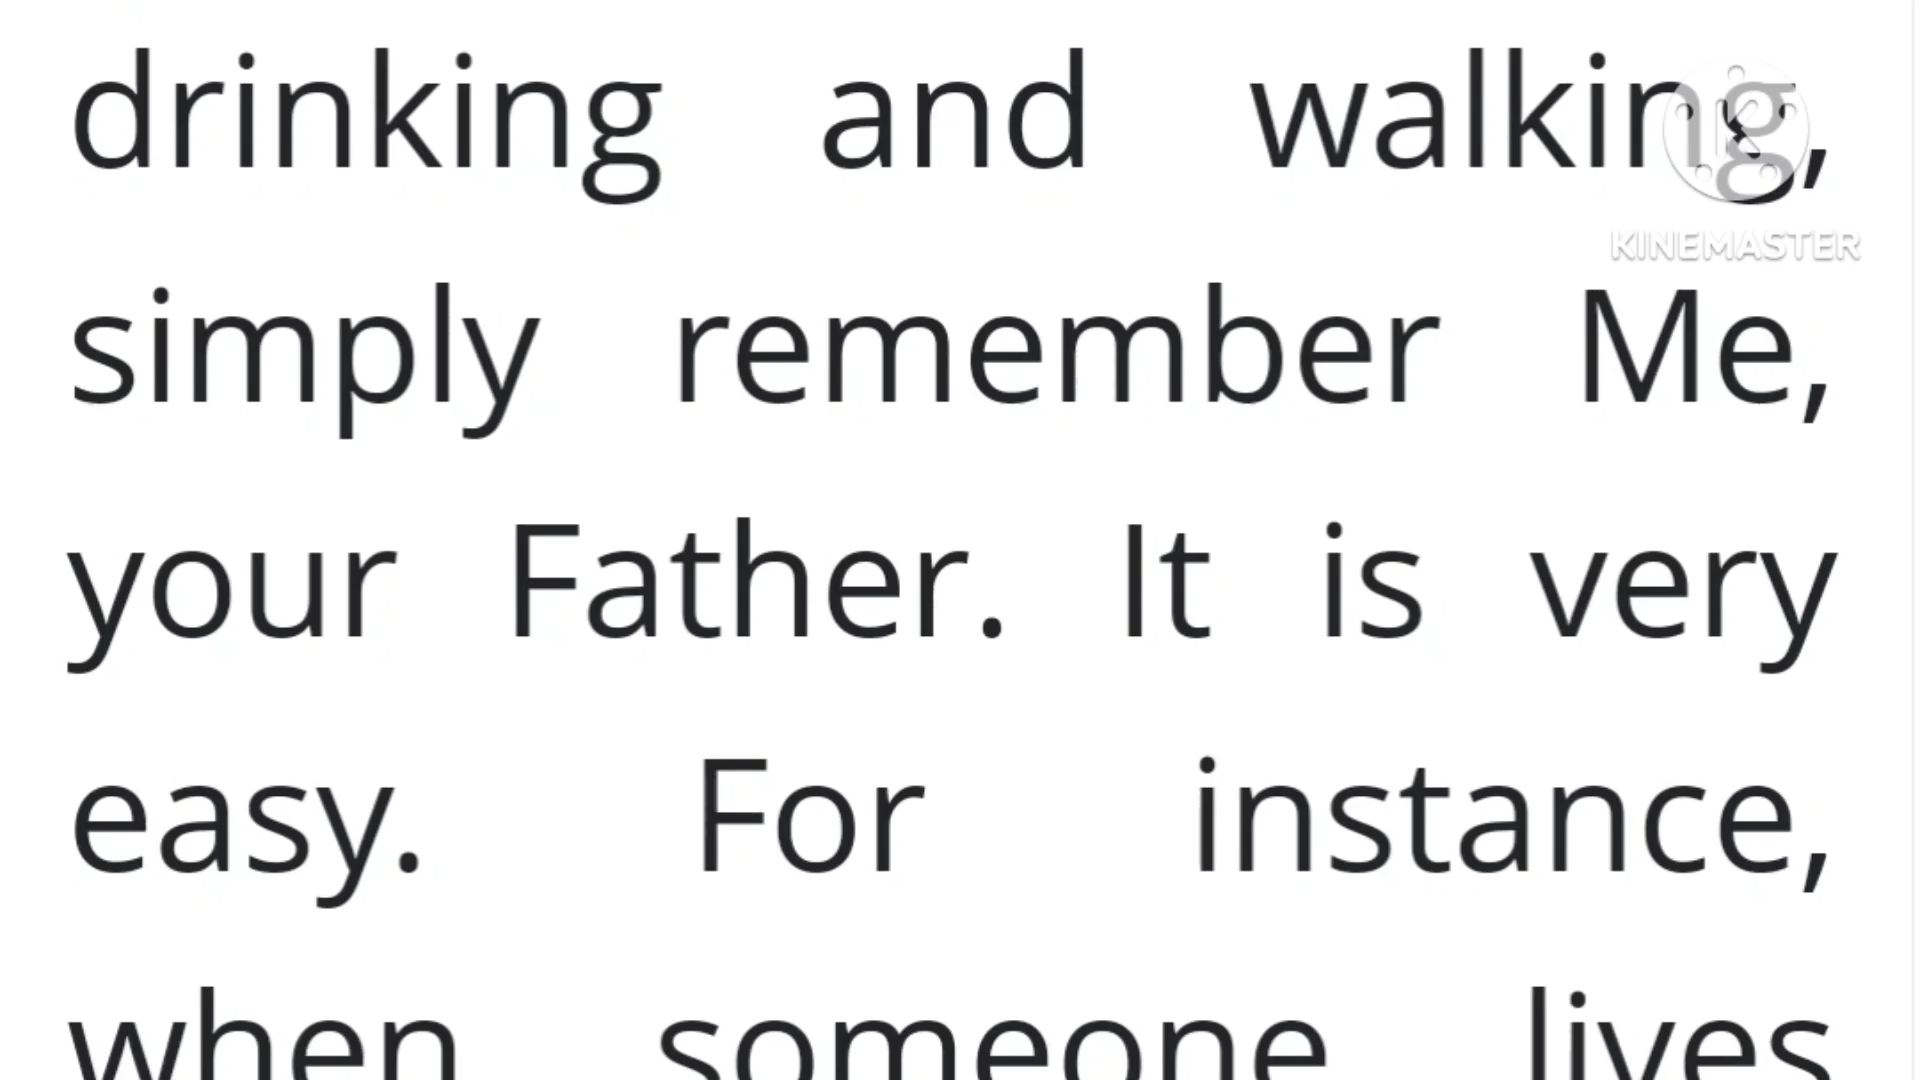 drinking and walking,
KINEMASTER
simply remember Me,
your Father. It is very
easy. For instance,
when someone lives